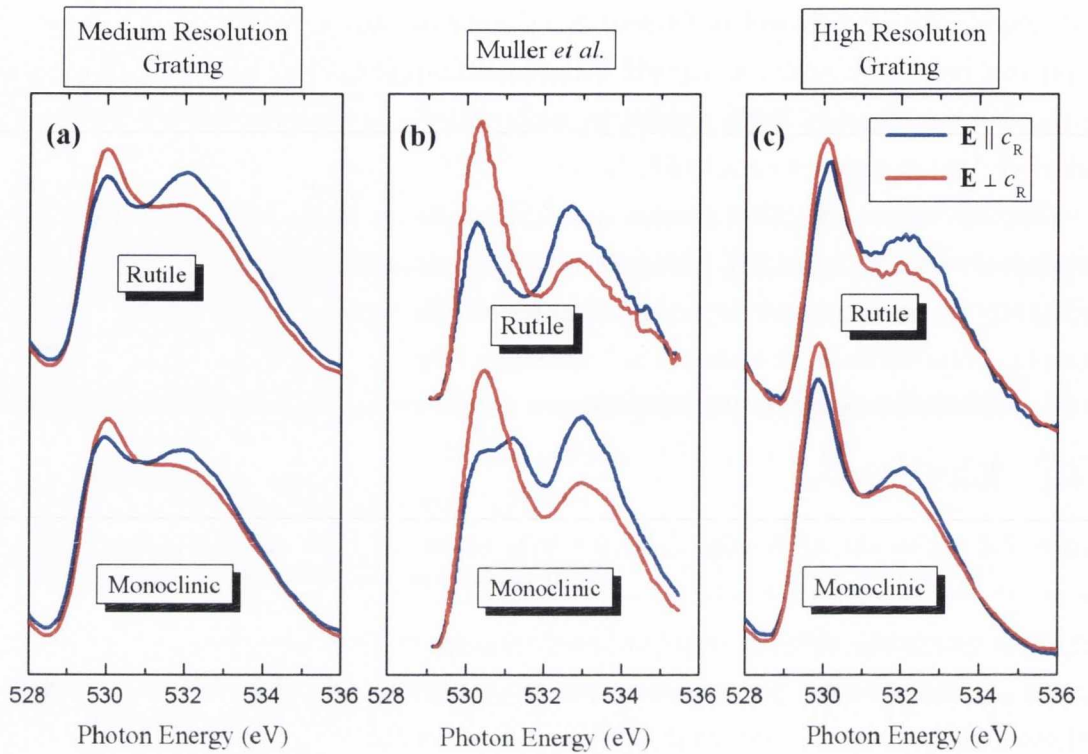 Medium Resolution
Grating
Muller et al.
High Resolution
Grating
(a)
(b)
(c)
E || c_R
E ⊥ c_R
Rutile
Rutile
Rutile
Monoclinic
Monoclinic
Monoclinic
528 530 532 534 536
528 530 532 534 536
528 530 532 534 536
Photon Energy (eV)
Photon Energy (eV)
Photon Energy (eV)